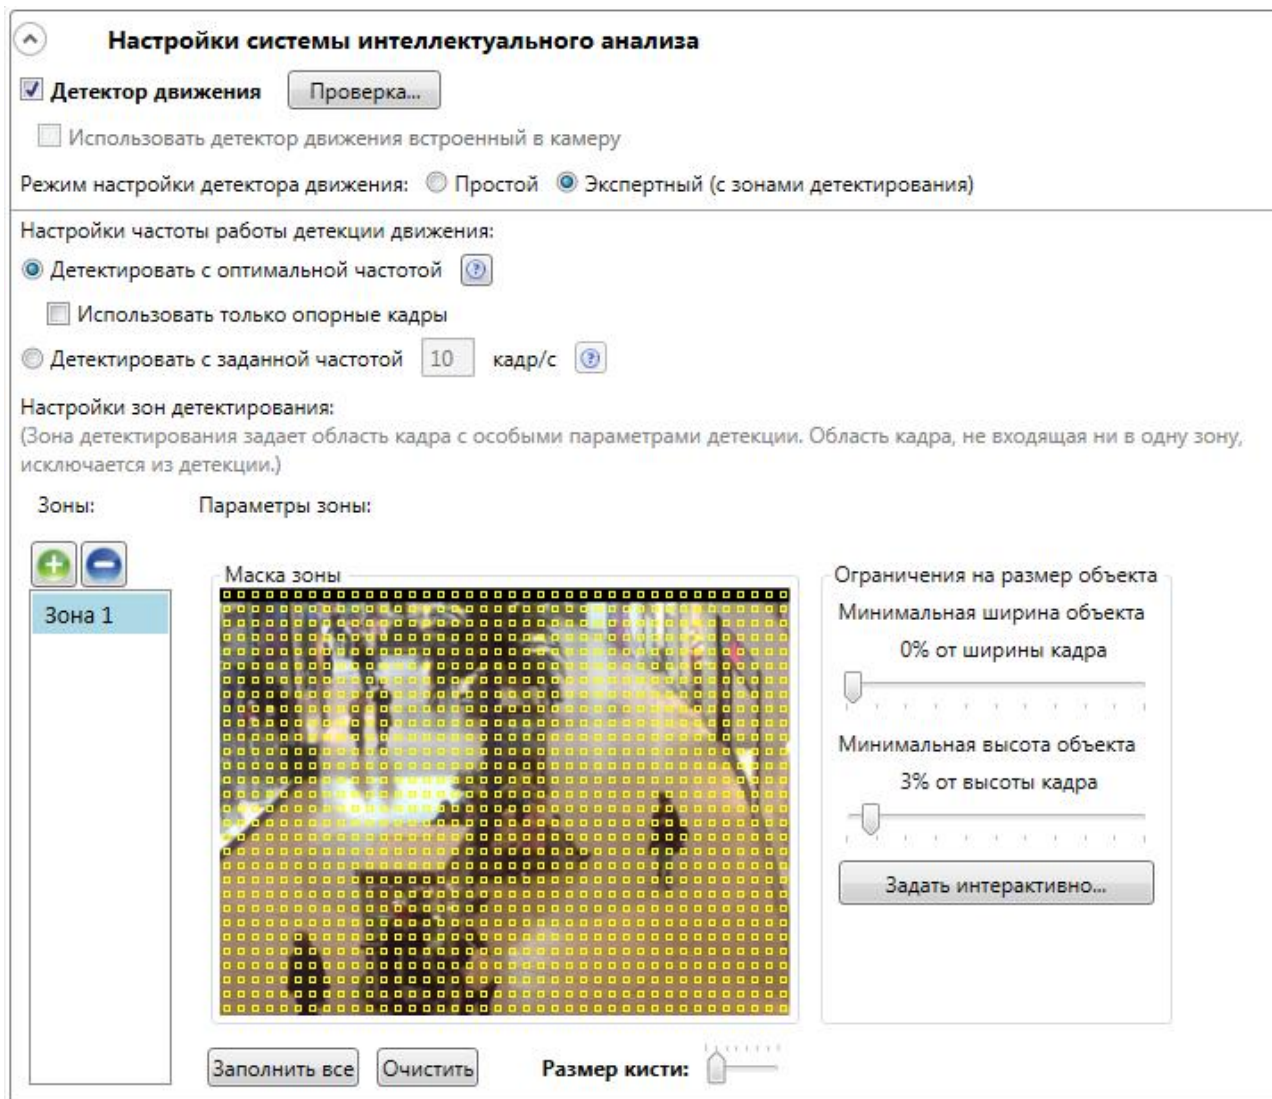 Настройки системы интеллектуального анализа
Детектор движения Проверка...
Использовать детектор движения встроенный в камеру
Режим настройки детектора движения: Простой Экспертный (с зонами детектирования)
Настройки частоты работы детекции движения:
Детектировать с оптимальной частотой ?
Использовать только опорные кадры
Детектировать с заданной частотой 10 кадр/с ?
Настройки зон детектирования:
(Зона детектирования задает область кадра с особыми параметрами детекции. Область кадра, не входящая ни в одну зону,
исключается из детекции.)
Зоны: Параметры зоны:
Маска зоны
Зона 1
Ограничения на размер объекта
Минимальная ширина объекта
0% от ширины кадра
Минимальная высота объекта
3% от высоты кадра
Задать интерактивно...
Заполнить все Очистить Размер кисти: